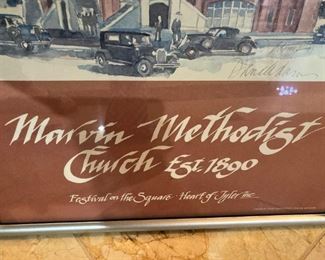 Marvin Methodist
Church Est. 1890
Festival on the Square Heart of Tyler Inc.